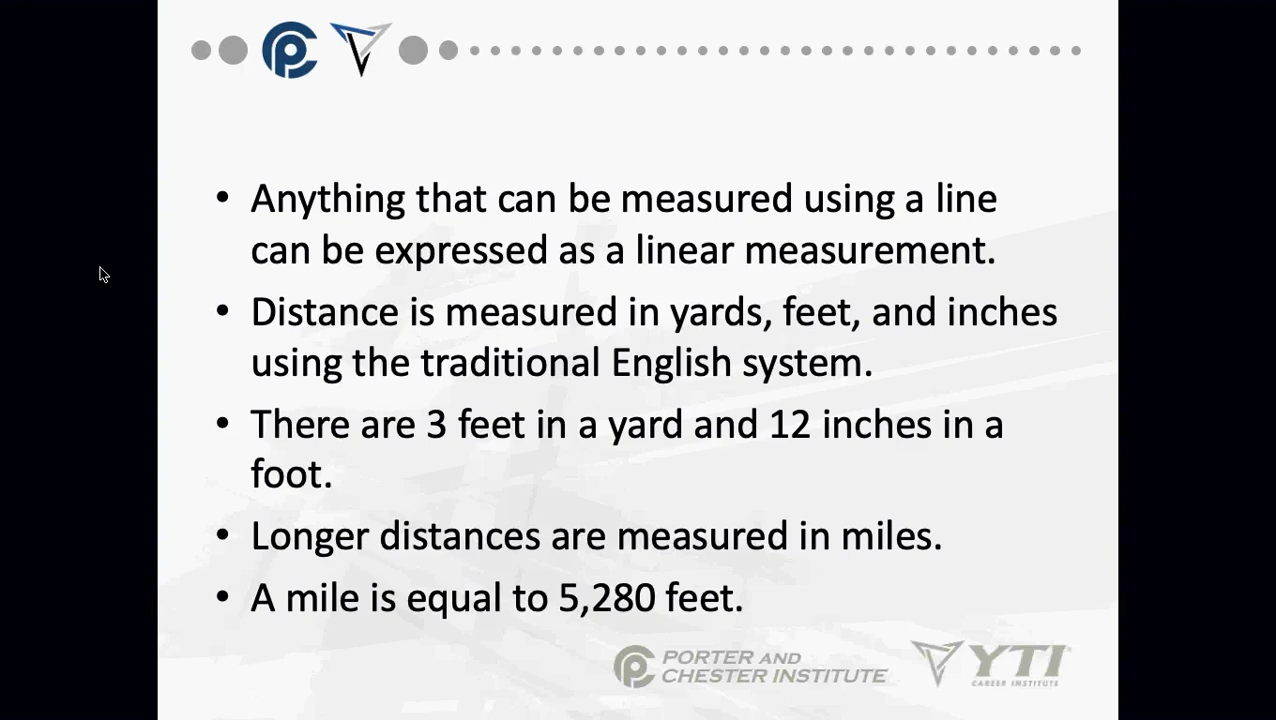 • Anything that can be measured using a line
can be expressed as a linear measurement.
• Distance is measured in yards, feet, and inches
using the traditional English system.
• There are 3 feet in a yard and 12 inches in a
foot.
• Longer distances are measured in miles.
• A mile is equal to 5,280 feet.
PORTER AND
CHESTER INSTITUTE
YTI
CAREER INSTITUTE